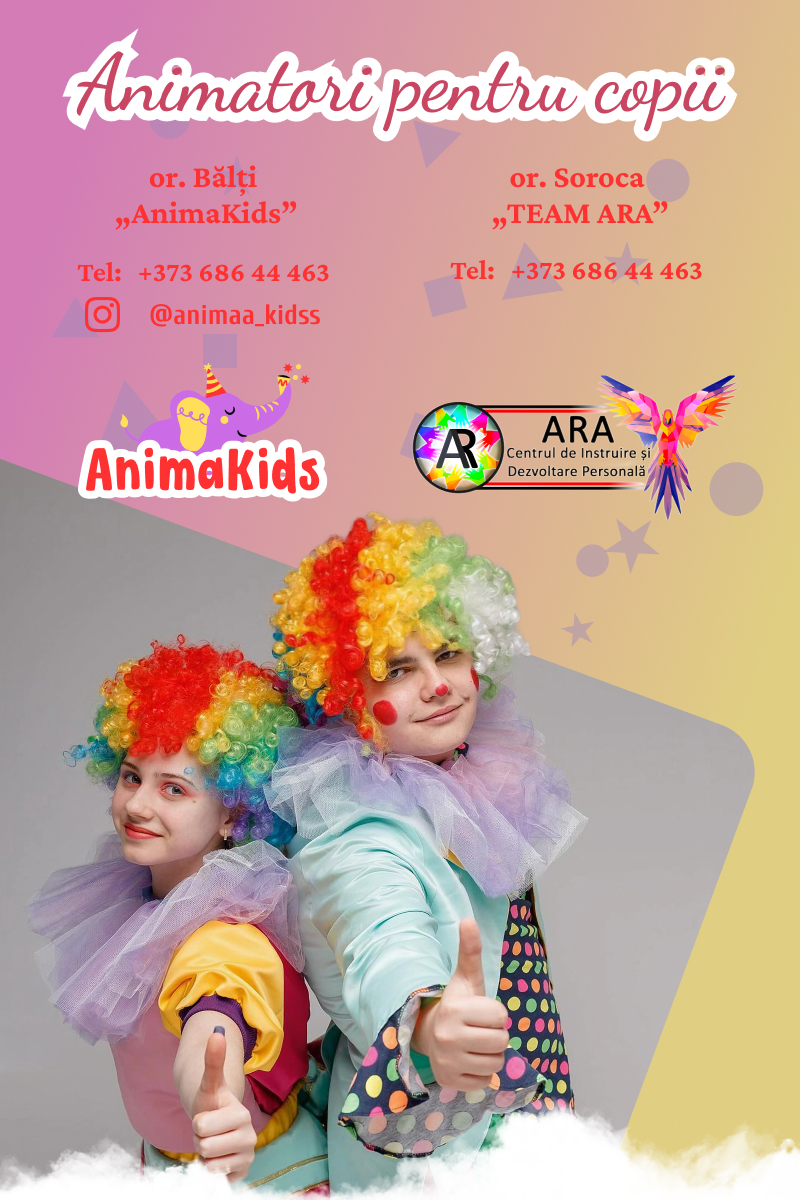 Animatori pentru copii
or. Bălți
„AnimaKids”
Tel: +373 686 44 463
@animaa_kidss
or. Soroca
„TEAM ARA”
Tel: +373 686 44 463
AnimaKids
AR
ARA
Centrul de Instruire și
Dezvoltare Personală